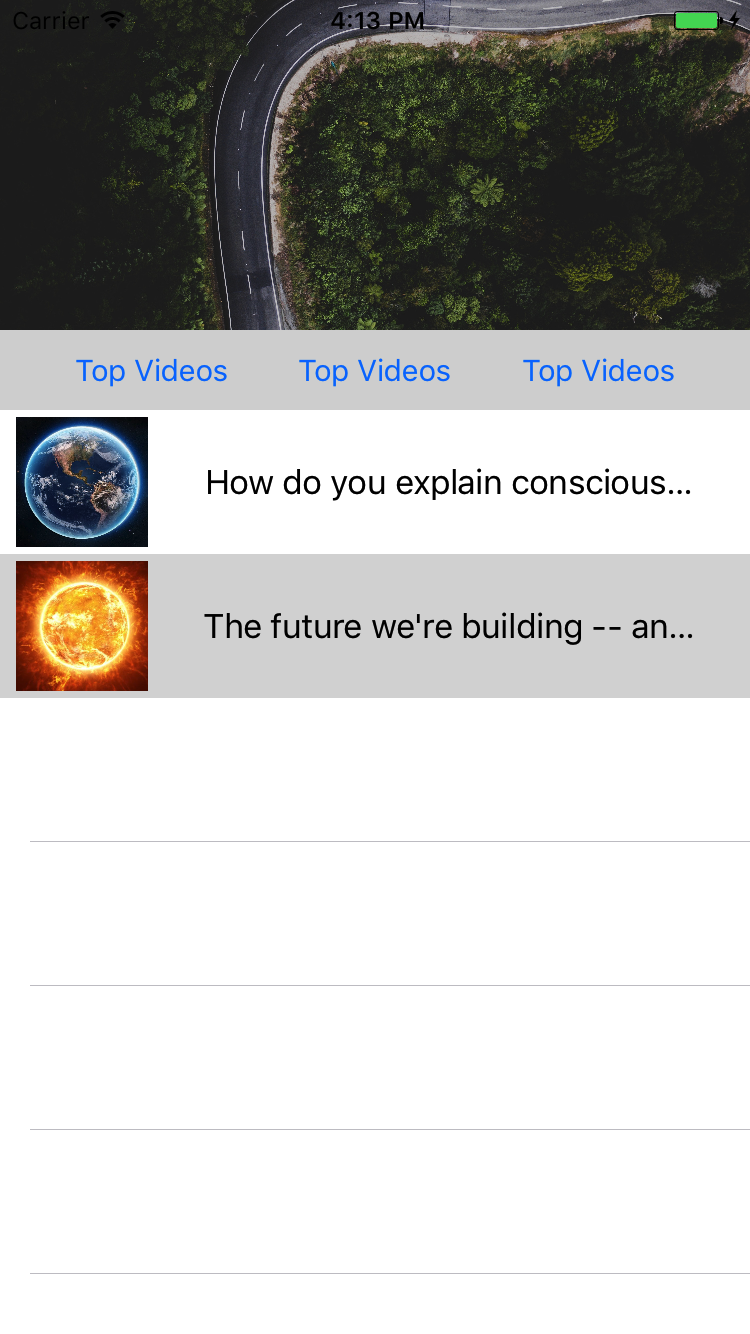 Carrier 4:13 PM
Top Videos Top Videos Top Videos
How do you explain conscious...
The future we're building -- an...